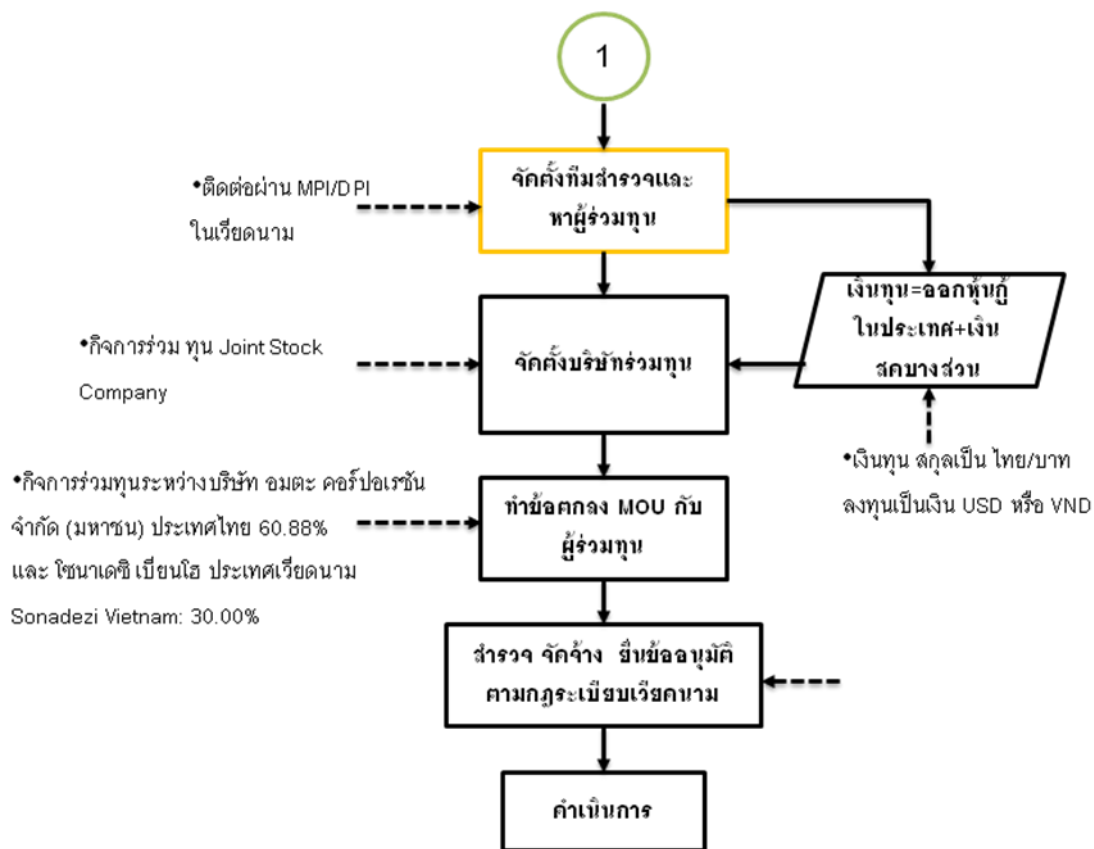 1
จัดตั้งทีมสำรวจและ
หาผู้ร่วมทุน
•ติดต่อผ่าน MPI/DPI
ในเวียดนาม
เงินทุน=ออกหุ้นกู้
ในประเทศ+เงิน
สดบางส่วน
•กิจการร่วม ทุน Joint Stock
Company
จัดตั้งบริษัทร่วมทุน
•เงินทุน สกุลเป็น ไทย/บาท
ลงทุนเป็นเงิน USD หรือ VND
•กิจการร่วมทุนระหว่างบริษัท อมตะ คอร์ปอเรชัน
จำกัด (มหาชน) ประเทศไทย 60.88%
และ โซนาเดซิ เบียนโฮ ประเทศเวียดนาม
Sonadezi Vietnam: 30.00%
ทำข้อตกลง MOU กับ
ผู้ร่วมทุน
สำรวจ จัดจ้าง ยื่นข้ออนุมัติ
ตามกฎระเบียบเวียดนาม
ดำเนินการ